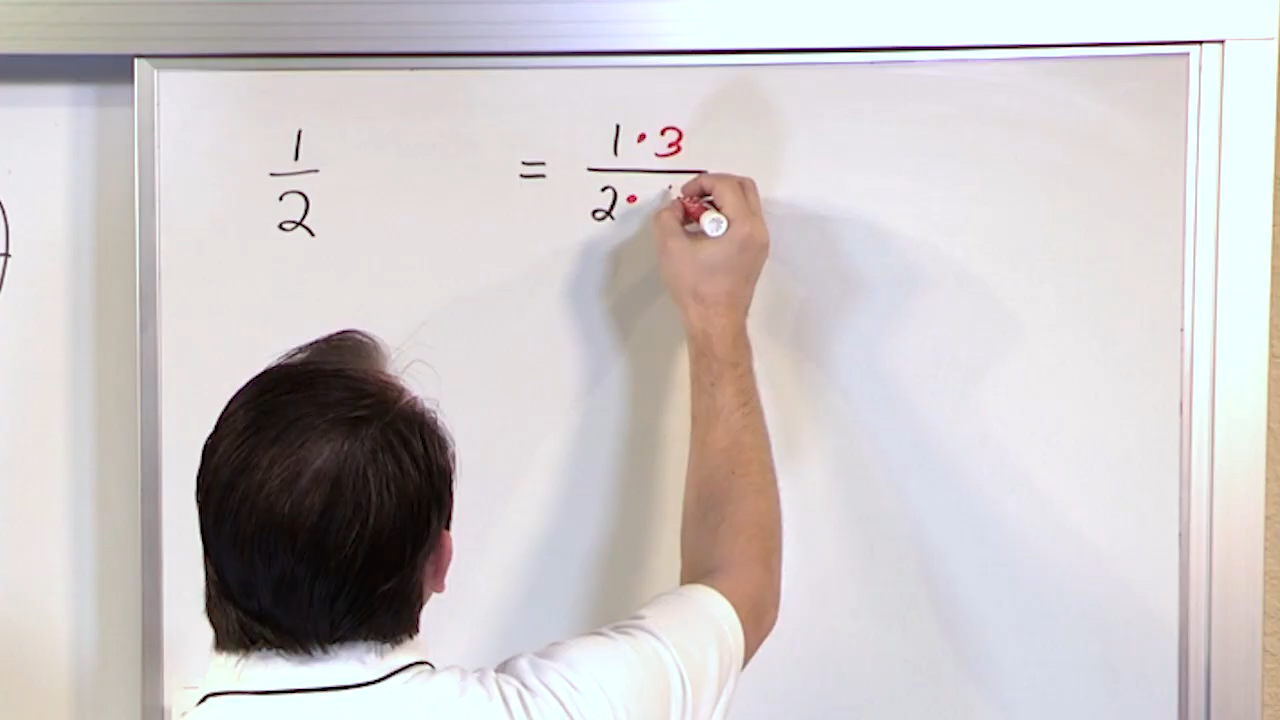 1/2 = 1·3/2·